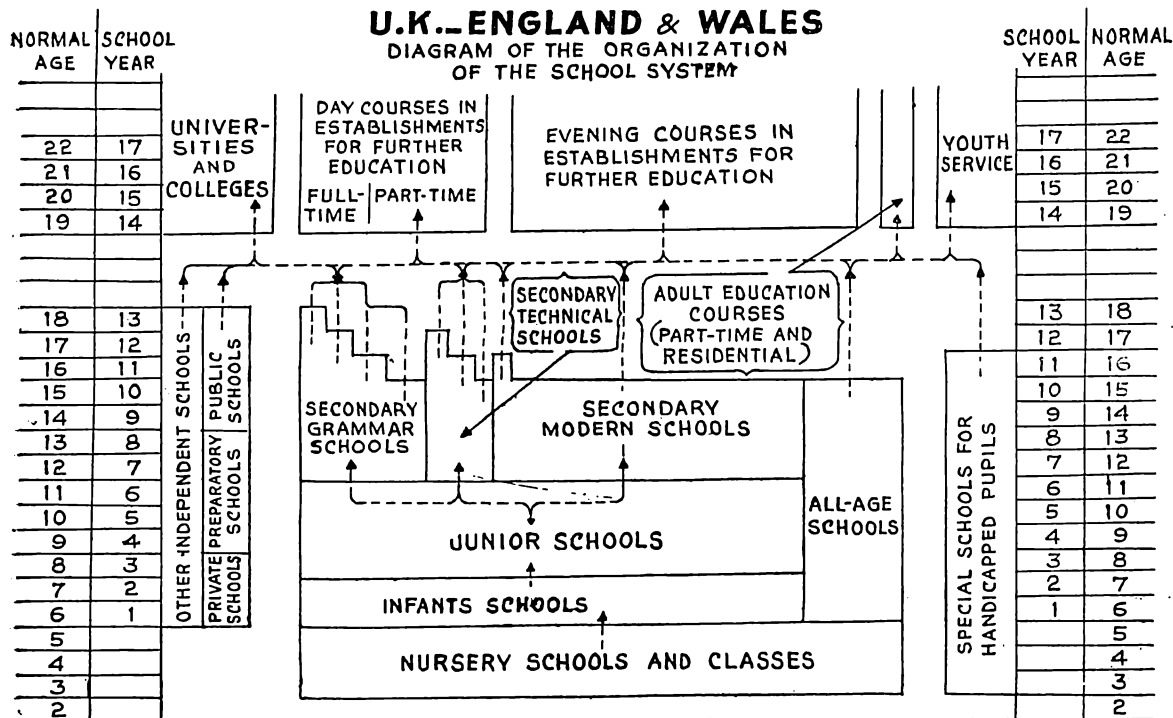 U.K.—ENGLAND & WALES
DIAGRAM OF THE ORGANIZATION
OF THE SCHOOL SYSTEM
NORMAL AGE
SCHOOL YEAR
22 17
21 16
20 15
19 14
18 13
17 12
16 11
15 10
14 9
13 8
12 7
11 6
10 5
9 4
8 3
7 2
6 1
5
4
3
2
UNIVER-
SITIES
AND
COLLEGES
DAY COURSES IN
ESTABLISHMENTS
FOR FURTHER
EDUCATION
FULL-
TIME
PART-TIME
EVENING COURSES IN
ESTABLISHMENTS FOR
FURTHER EDUCATION
YOUTH
SERVICE
OTHER INDEPENDENT SCHOOLS
PUBLIC
SCHOOLS
PREPARATORY
SCHOOLS
PRIVATE
SCHOOLS
SECONDARY
TECHNICAL
SCHOOLS
ADULT EDUCATION
COURSES
(PART-TIME AND
RESIDENTIAL)
SECONDARY
GRAMMAR
SCHOOLS
SECONDARY
MODERN SCHOOLS
ALL-AGE
SCHOOLS
JUNIOR SCHOOLS
INFANTS SCHOOLS
NURSERY SCHOOLS AND CLASSES
SPECIAL SCHOOLS FOR
HANDICAPPED PUPILS
SCHOOL YEAR
NORMAL AGE
17 22
16 21
15 20
14 19
13 18
12 17
11 16
10 15
9 14
8 13
7 12
6 11
5 10
4 9
3 8
2 7
1 6
5
4
3
2